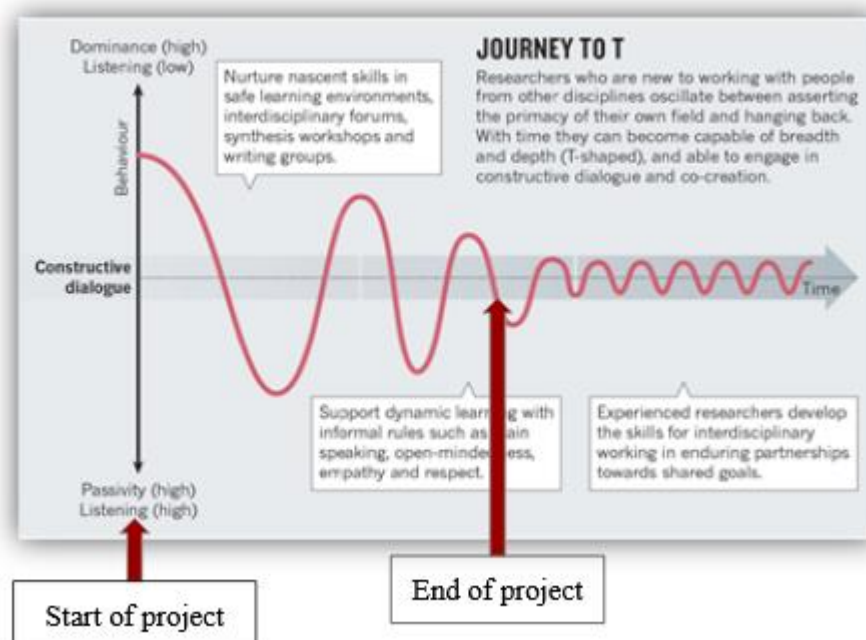 Dominance (high)
Listening (low)
Behaviour
Nurture nascent skills in
safe learning environments,
interdisciplinary forums,
synthesis workshops and
writing groups.
JOURNEY TO T
Researchers who are new to working with people
from other disciplines oscillate between asserting
the primacy of their own field and hanging back.
With time they can become capable of breadth
and depth (T-shaped), and able to engage in
constructive dialogue and co-creation.
Constructive
dialogue
Time
Support dynamic learning with
informal rules such as plain
speaking, open-mindedness,
empathy and respect.
Experienced researchers develop
the skills for interdisciplinary
working in enduring partnerships
towards shared goals.
Passivity (high)
Listening (high)
Start of project
End of project